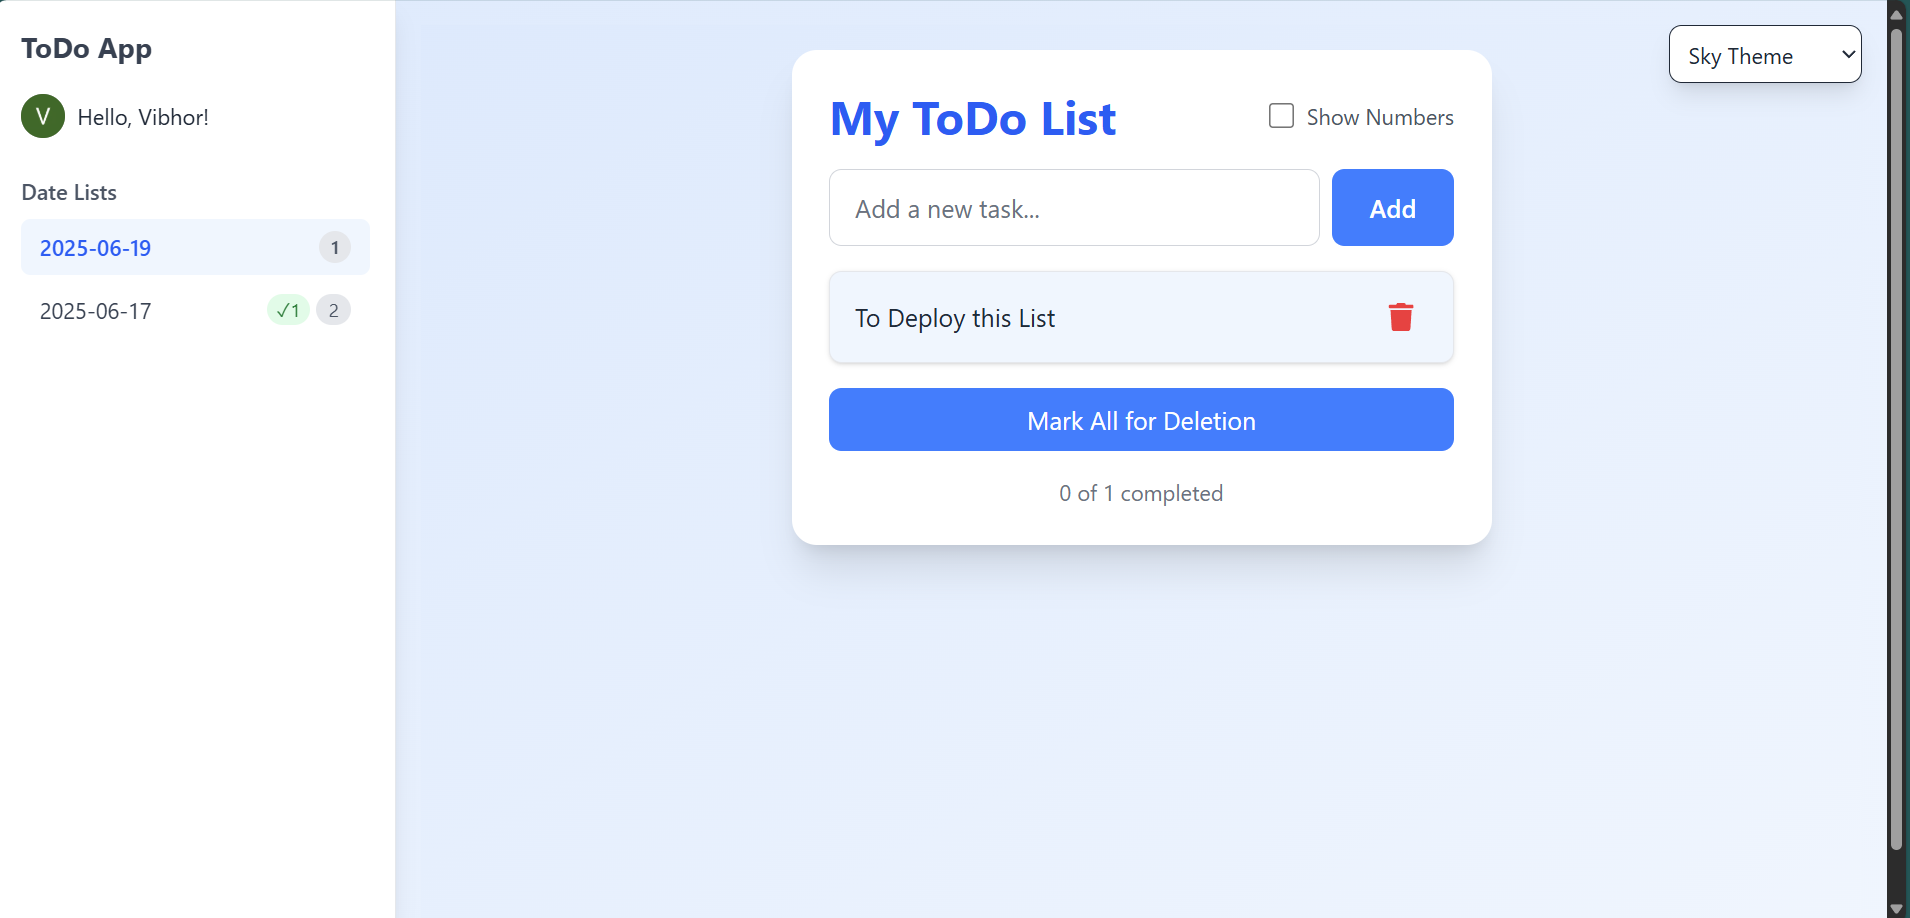 ToDo App
V
Hello, Vibhor!
Date Lists
2025-06-19 1
2025-06-17 ✓1 2
Sky Theme
My ToDo List
Show Numbers
Add a new task...
Add
To Deploy this List
Mark All for Deletion
0 of 1 completed